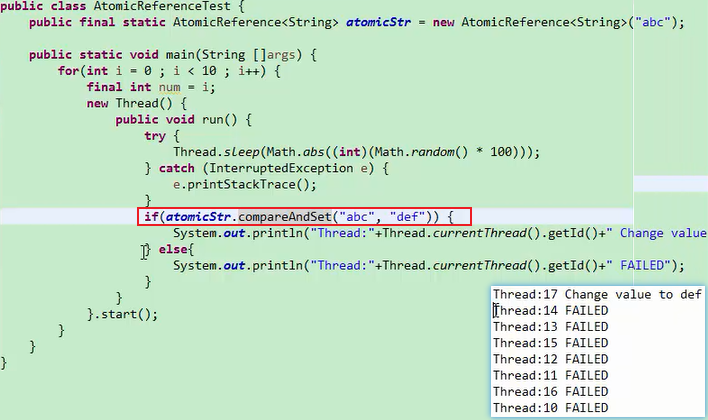 public class AtomicReferenceTest {
public final static AtomicReference<String> atomicStr = new AtomicReference<String>("abc");
public static void main(String []args) {
for(int i = 0 ; i < 10 ; i++) {
final int num = i;
new Thread() {
public void run() {
try {
Thread.sleep(Math.abs((int)(Math.random() * 100)));
} catch (InterruptedException e) {
e.printStackTrace();
}
if(atomicStr.compareAndSet("abc", "def")) {
System.out.println("Thread:"+Thread.currentThread().getId()+" Change value
} else{
System.out.println("Thread:"+Thread.currentThread().getId()+" FAILED");
}
}
}.start();
}
}
}
Thread:17 Change value to def
Thread:14 FAILED
Thread:13 FAILED
Thread:15 FAILED
Thread:12 FAILED
Thread:11 FAILED
Thread:16 FAILED
Thread:10 FAILED